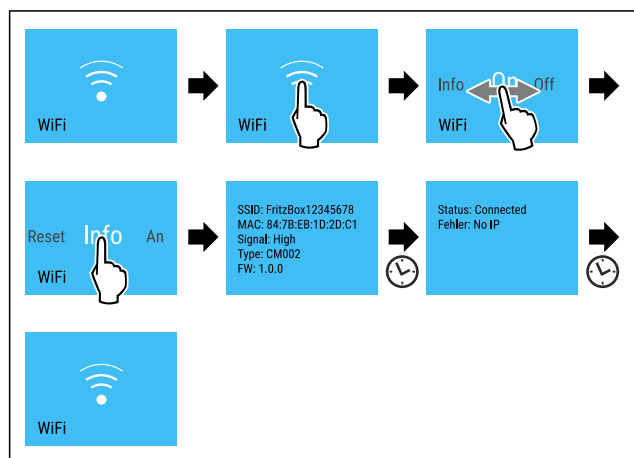 WiFi
WiFi
Info On Off
WiFi
Reset Info An
WiFi
SSID: FritzBox12345678
MAC: 84:7B:EB:1D:2D:C1
Signal: High
Type: CM002
FW: 1.0.0
Status: Connected
Fehler: No IP
WiFi